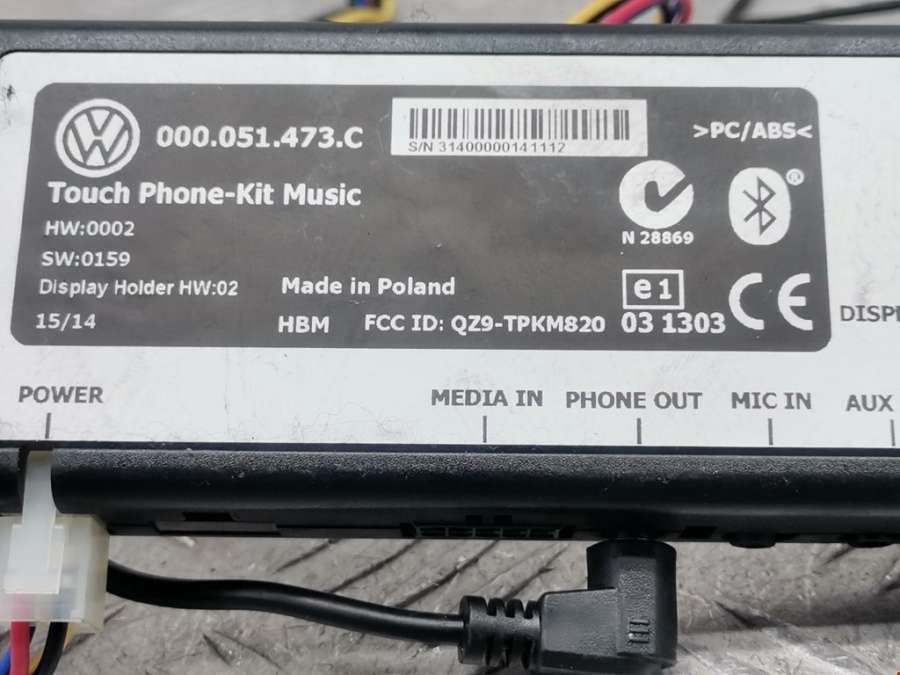 000.051.473.C
S/N 31400000141112
>PC/ABS<
Touch Phone-Kit Music
HW:0002
N 28869
SW:0159
Display Holder HW:02
Made in Poland
e1
CE
15/14
HBM
FCC ID: QZ9-TPKM820
03 1303
POWER
MEDIA IN
PHONE OUT
MIC IN
AUX